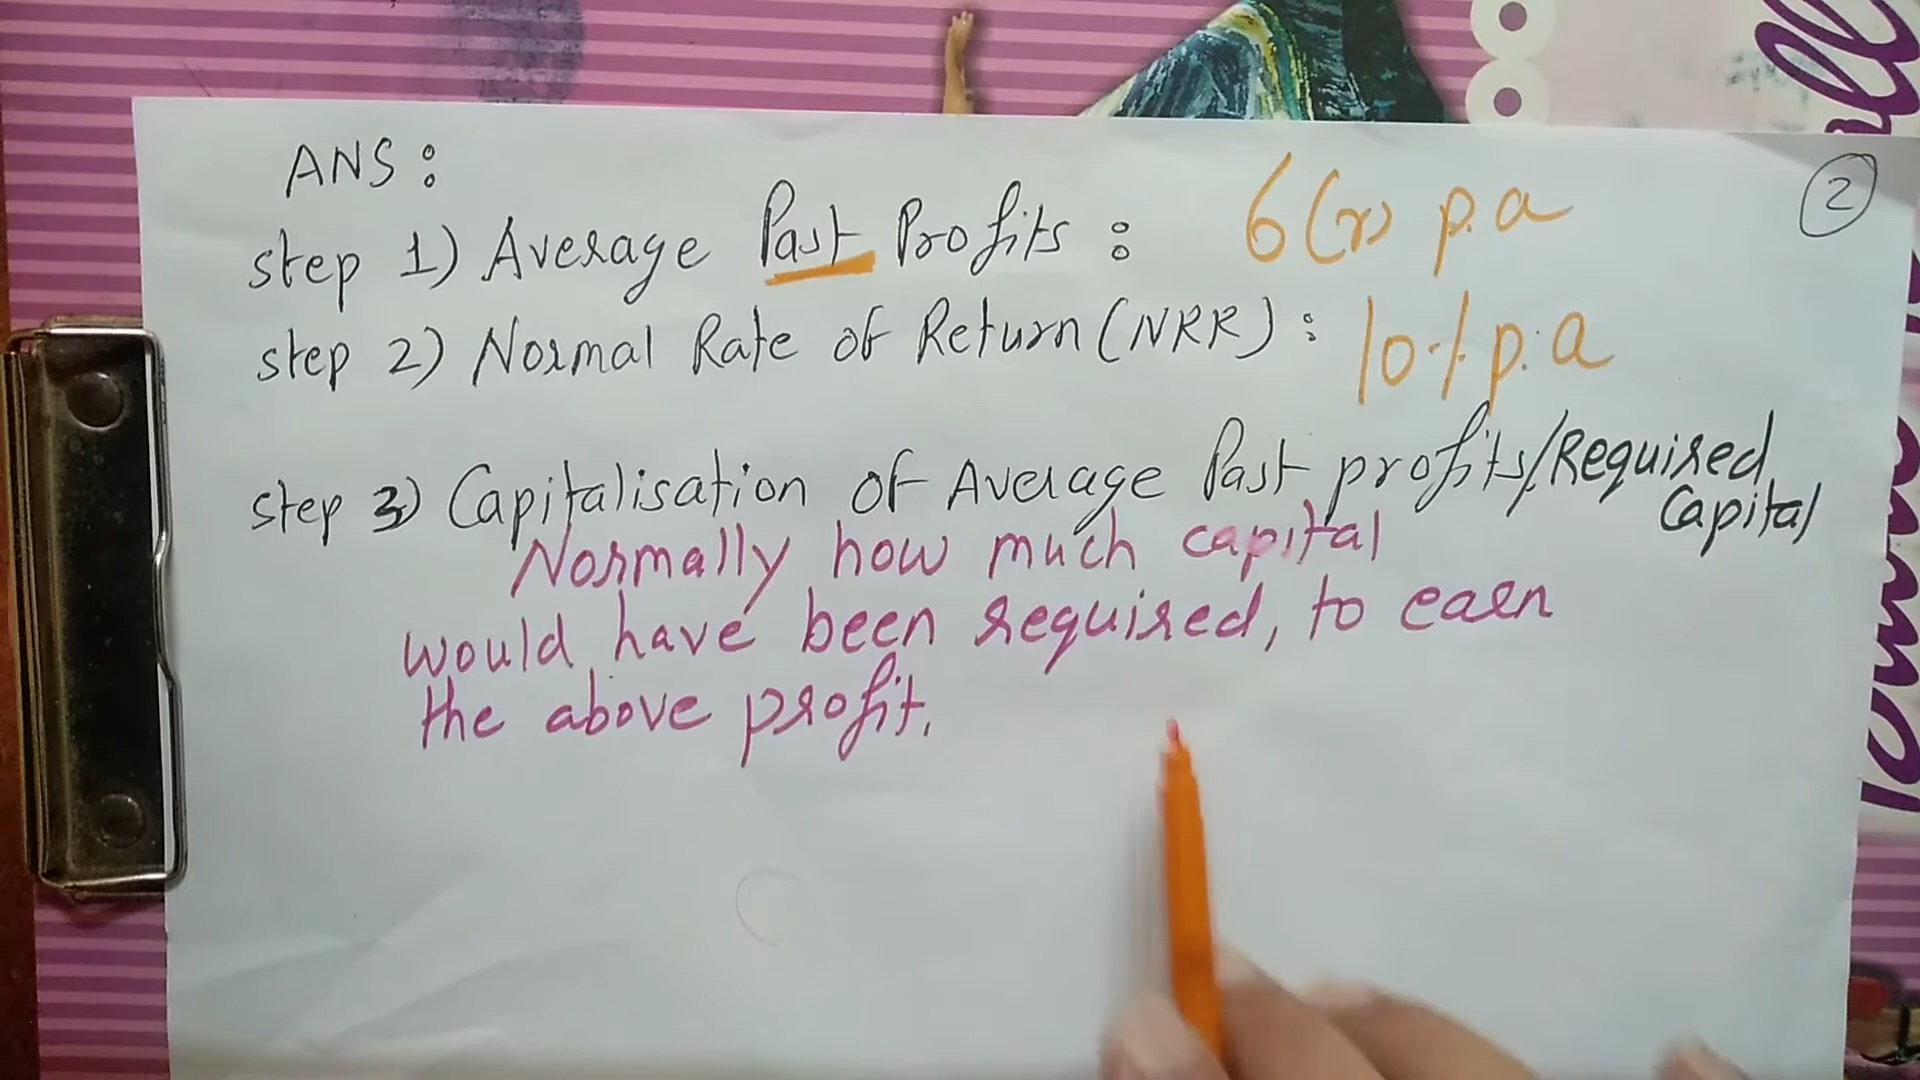 ANS :
2
step 1) Average Past Profits : 6 (r) p.a
step 2) Normal Rate of Return (NRR) : 10 % p.a
step 3) Capitalisation of Average Past profits/Required
Capital
Normally how much capital
would have been required, to earn
the above profit.